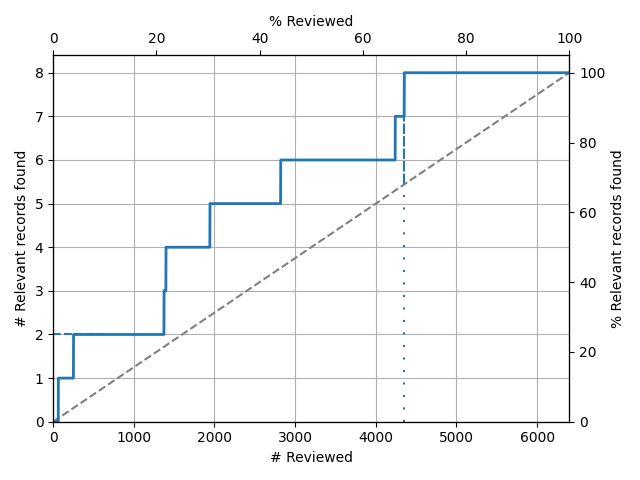 % Reviewed
0 20 40 60 80 100
8 100
7
80
6
5
60
4
40
3
2
20
1
0 0
# Relevant records found
% Relevant records found
0 1000 2000 3000 4000 5000 6000
# Reviewed